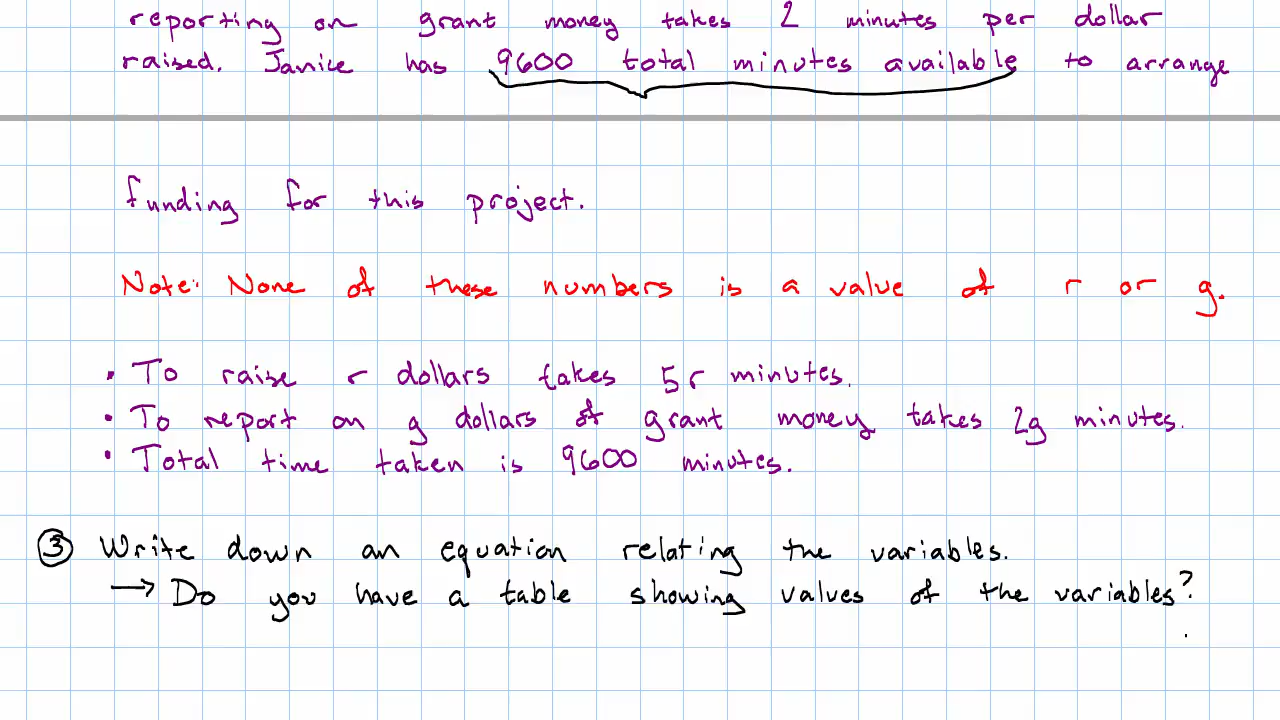 reporting on grant money takes 2 minutes per dollar
raised. Janice has 9600 total minutes available to arrange
funding for this project.
Note: None of these numbers is a value of r or g.
• To raise r dollars takes 5r minutes.
• To report on g dollars of grant money takes 2g minutes.
• Total time taken is 9600 minutes.
③ Write down an equation relating the variables.
→ Do you have a table showing values of the variables?